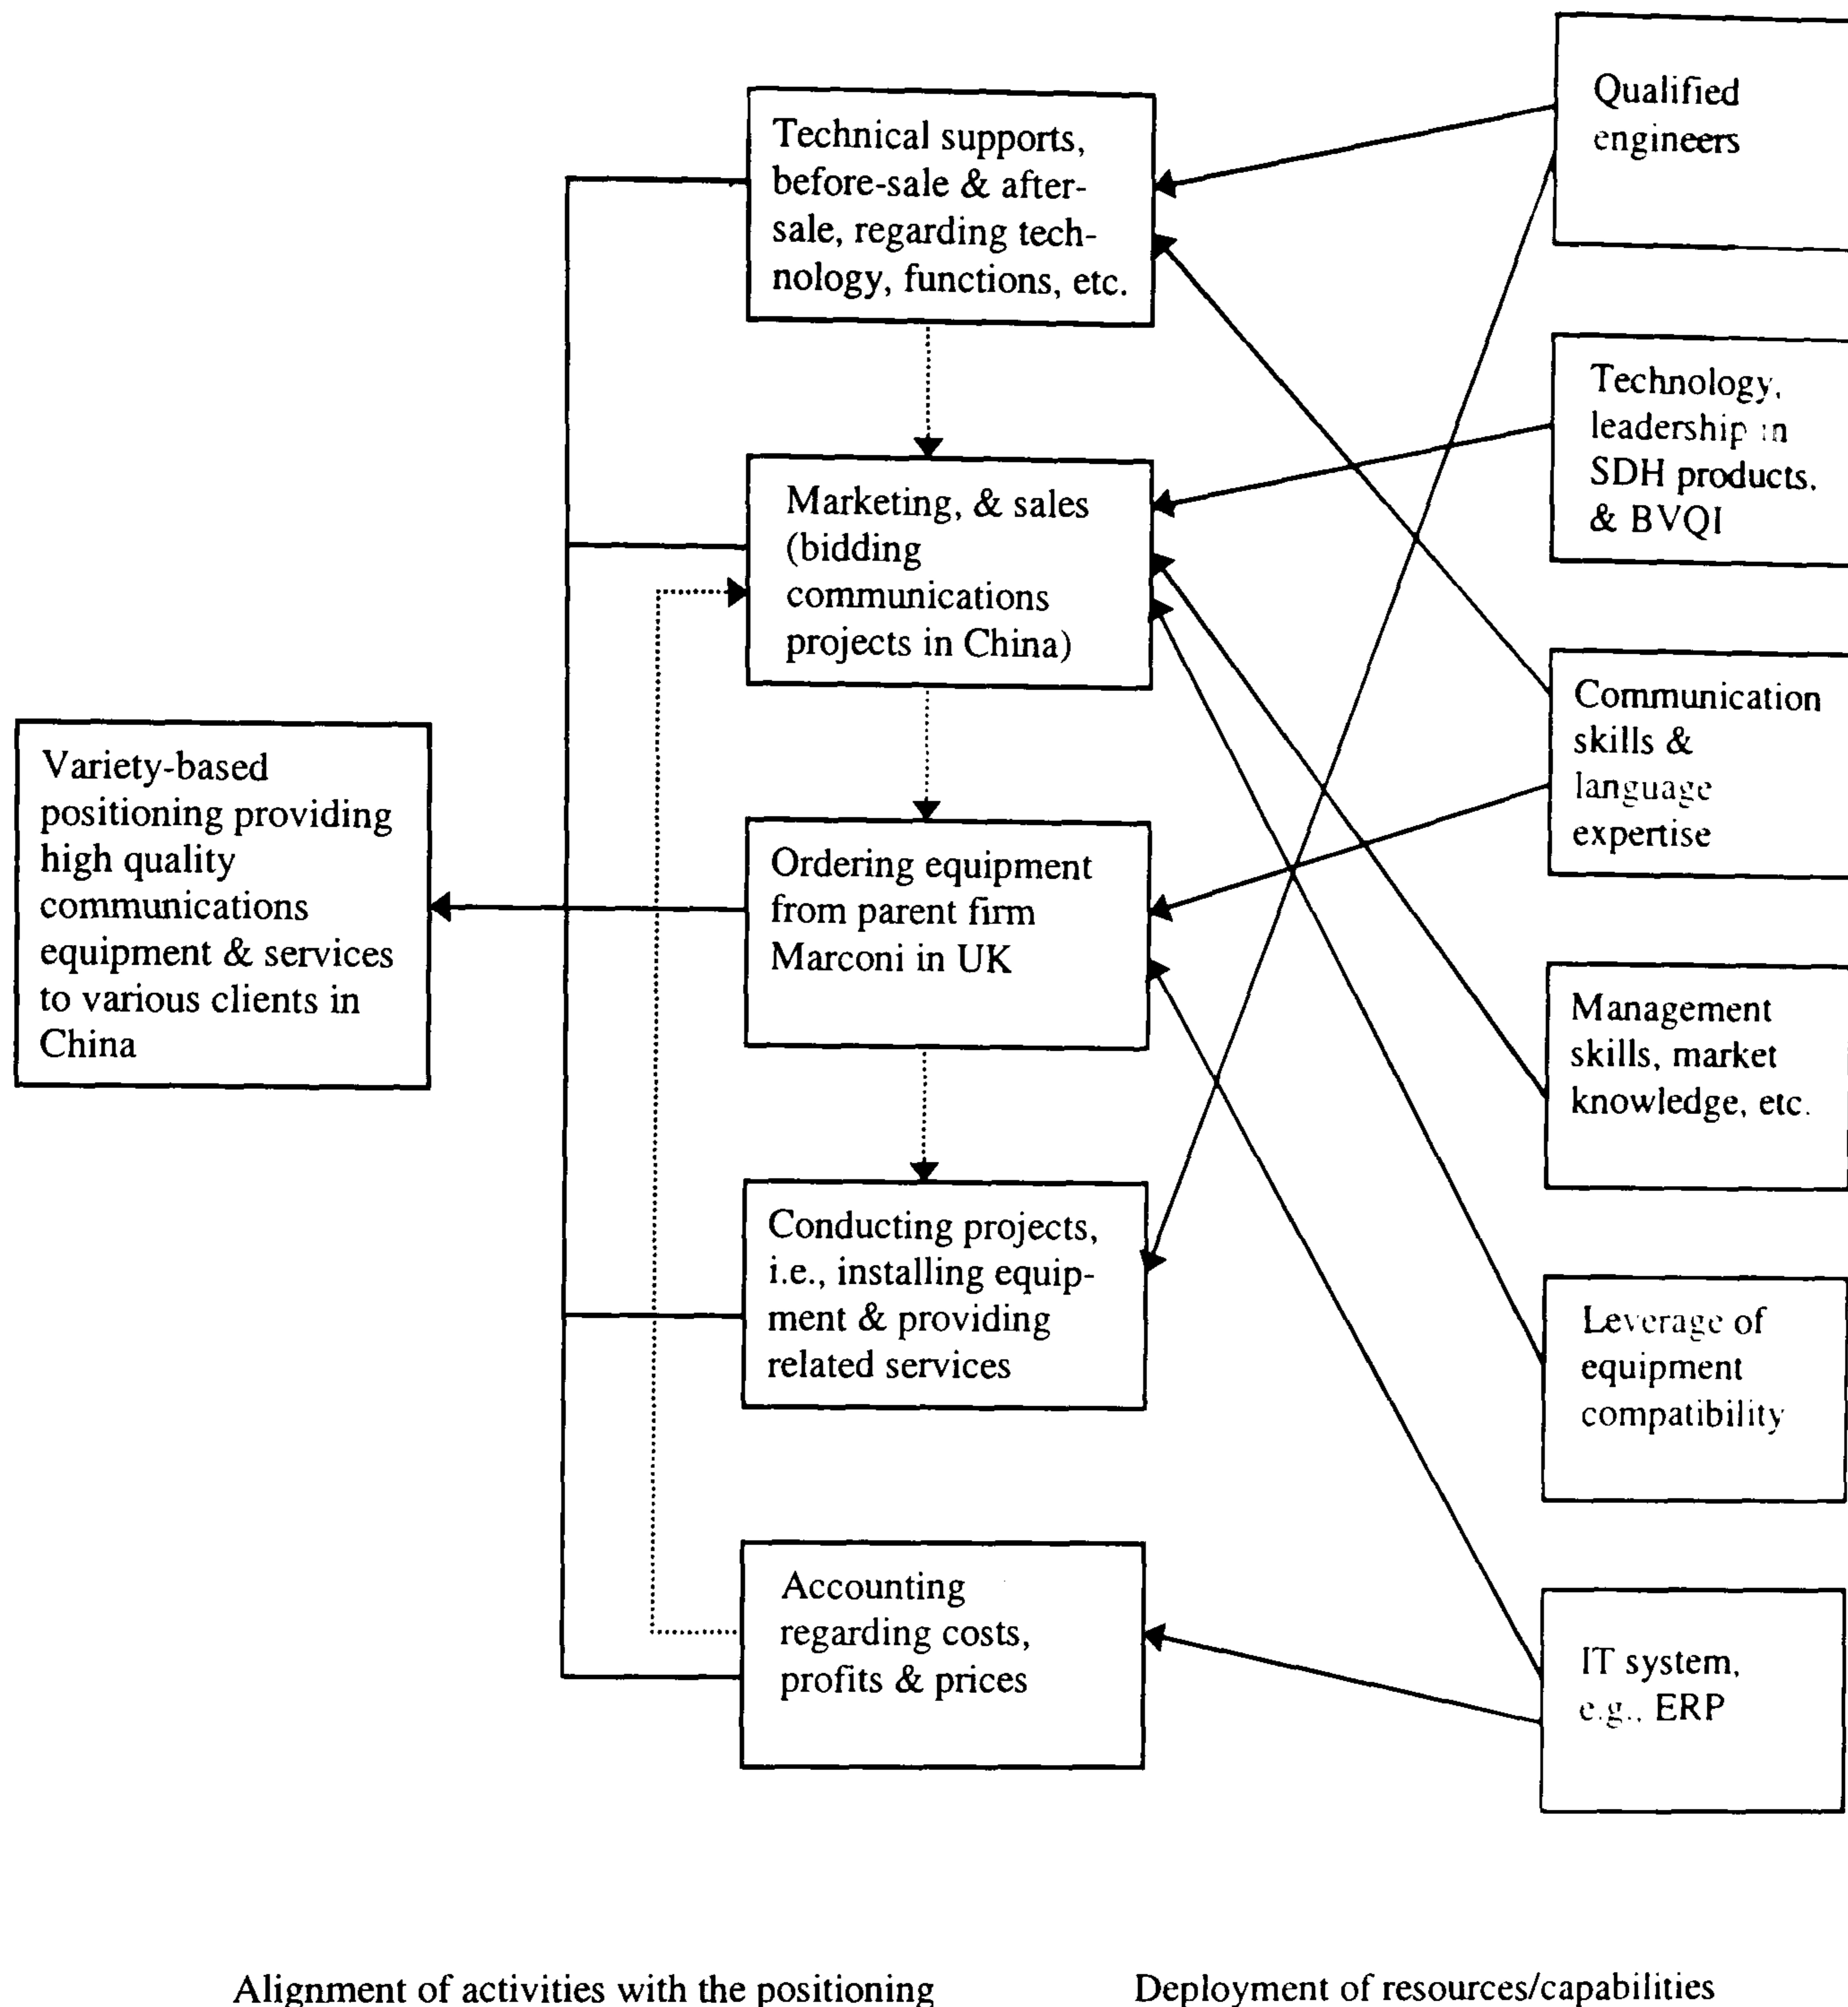 Variety-based
positioning providing
high quality
communications
equipment & services
to various clients in
China
Technical supports,
before-sale & after-
sale, regarding tech-
nology, functions, etc.
Marketing, & sales
(bidding
communications
projects in China)
Ordering equipment
from parent firm
Marconi in UK
Conducting projects,
i.e., installing equip-
ment & providing
related services
Accounting
regarding costs,
profits & prices
Qualified
engineers
Technology,
leadership in
SDH products,
& BVQI
Communication
skills &
language
expertise
Management
skills, market
knowledge, etc.
Leverage of
equipment
compatibility
IT system,
e.g., ERP
Alignment of activities with the positioning
Deployment of resources/capabilities